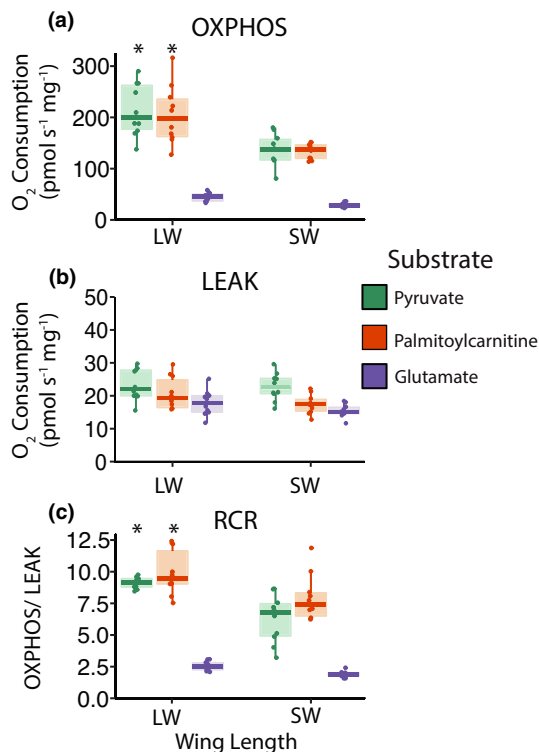 (a) OXPHOS
* *
O₂ Consumption
(pmol s⁻¹ mg⁻¹)
300
200
100
0
LW SW
Substrate
Pyruvate
Palmitoylcarnitine
Glutamate
(b) LEAK
O₂ Consumption
(pmol s⁻¹ mg⁻¹)
50
40
30
20
10
0
LW SW
(c) RCR
* *
OXPHOS/ LEAK
12.5
10.0
7.5
5.0
2.5
0.0
LW SW
Wing Length